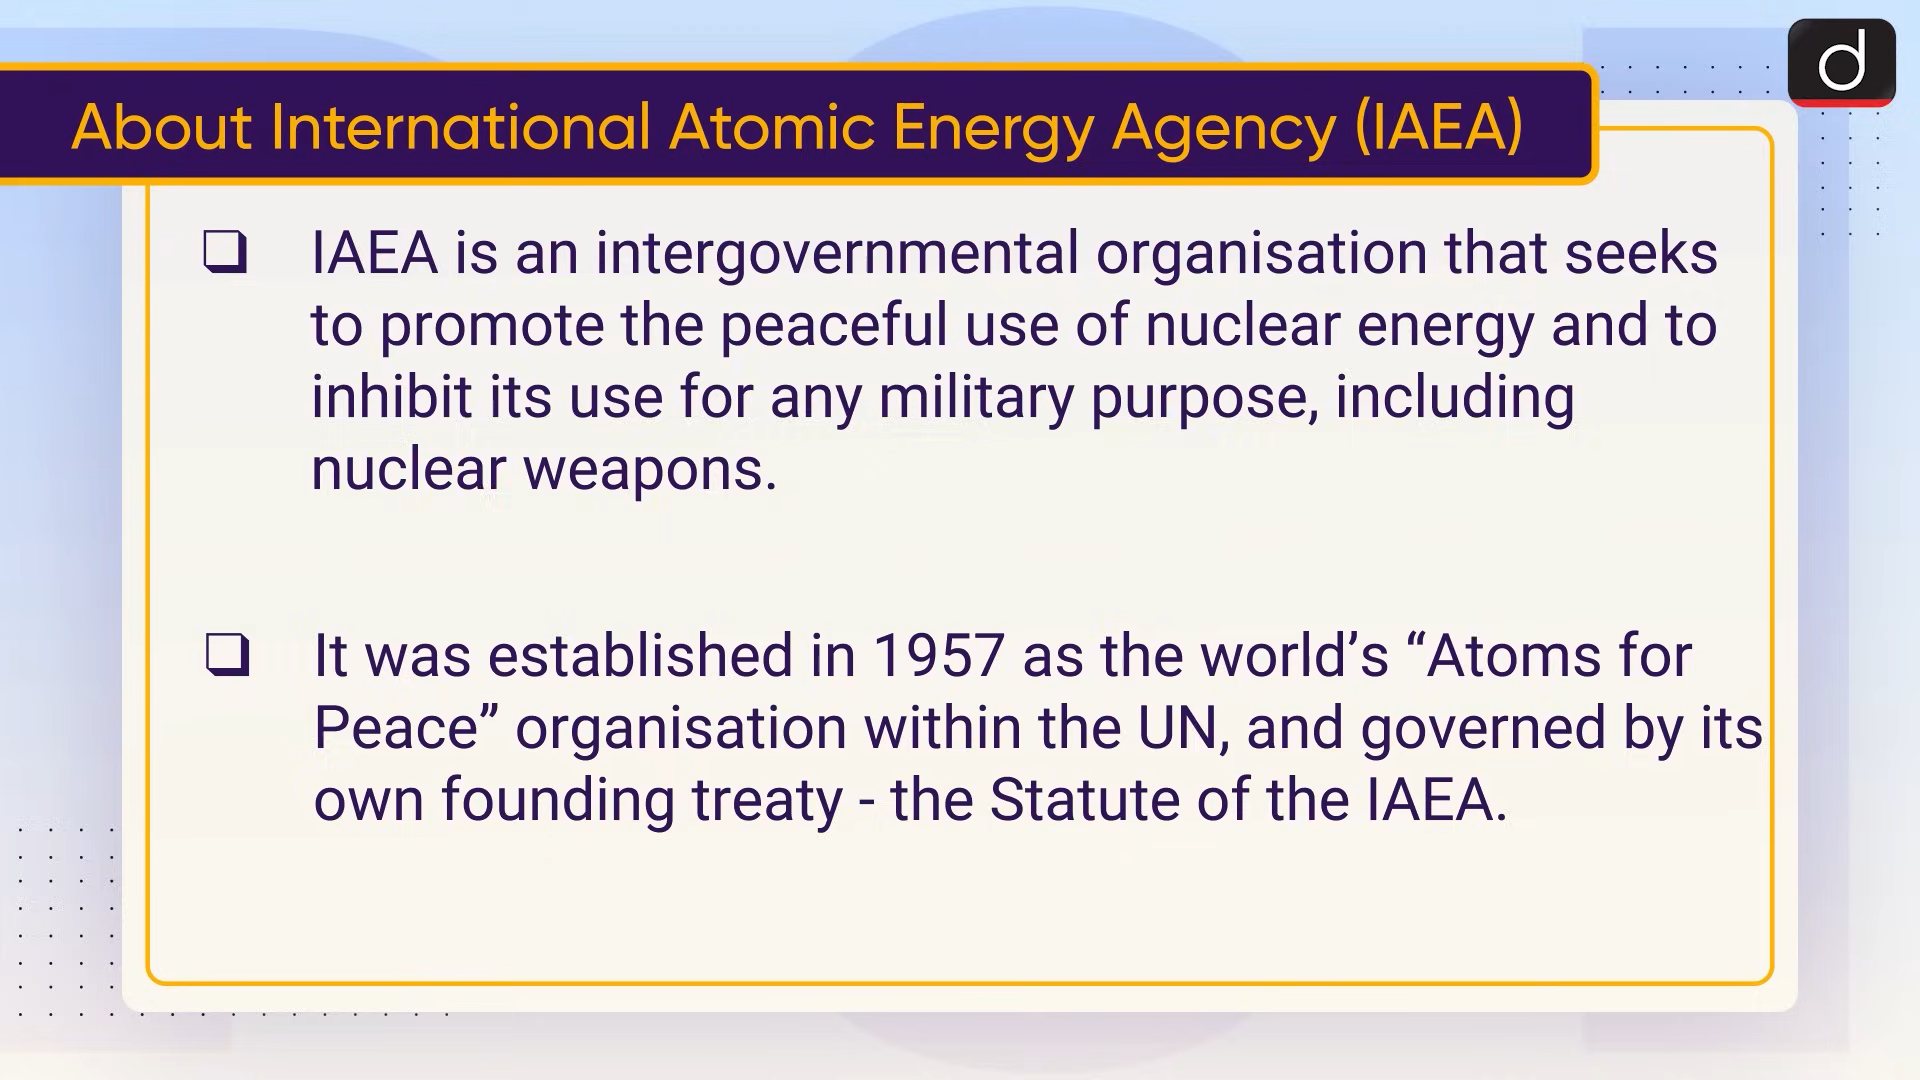 d
About International Atomic Energy Agency (IAEA)
❑ IAEA is an intergovernmental organisation that seeks
to promote the peaceful use of nuclear energy and to
inhibit its use for any military purpose, including
nuclear weapons.
❑ It was established in 1957 as the world’s “Atoms for
Peace” organisation within the UN, and governed by its
own founding treaty - the Statute of the IAEA.